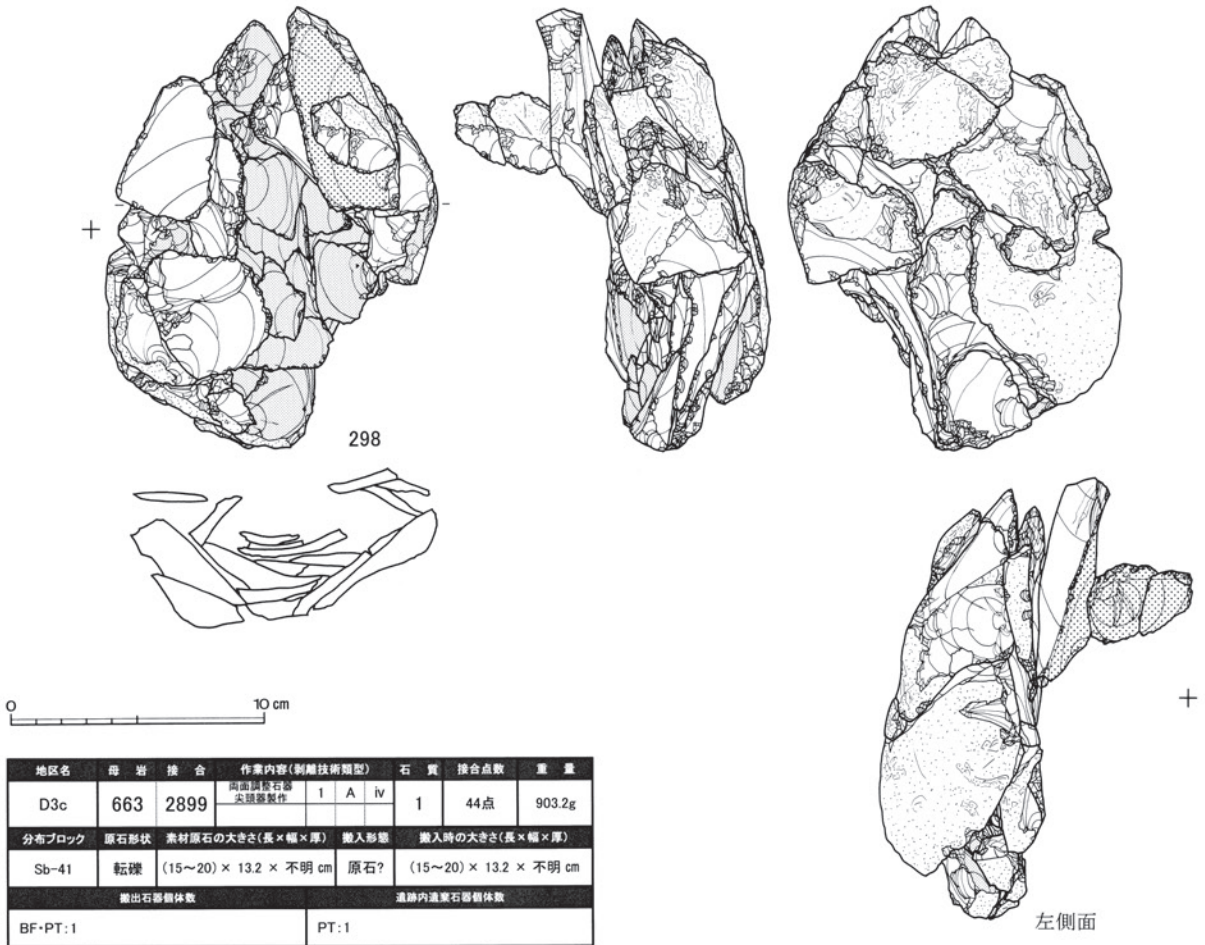 298
0 10 cm
地区名 母岩 接合 作業内容(剥離技術類型) 石質 接合点数 重量
D3c 663 2899 両面調整石器 尖頭器製作 1 A iv 1 44点 903.2g
分布ブロック 原石形状 素材原石の大きさ(長×幅×厚) 搬入形態 搬入時の大きさ(長×幅×厚)
Sb-41 転礫 (15~20) × 13.2 × 不明 cm 原石? (15~20) × 13.2 × 不明 cm
搬出石器個体数 遺跡内遺棄石器個体数
BF・PT:1 PT:1
左側面